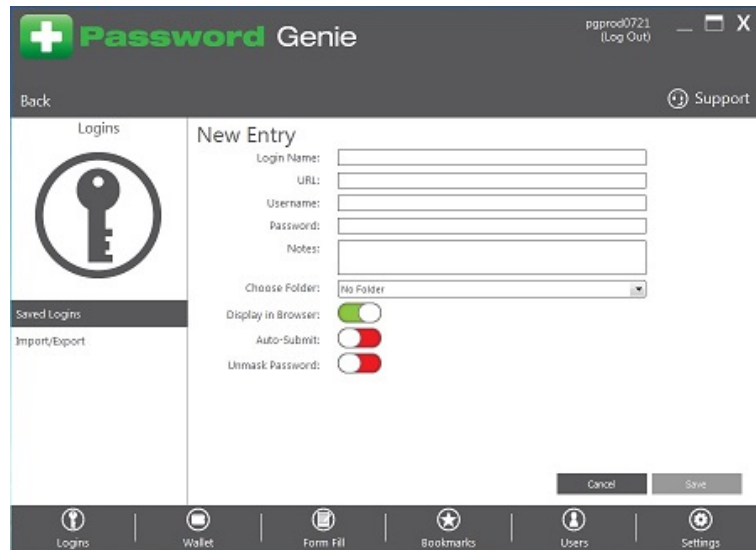 Password Genie
pgprod0721
(Log Out)
X
Back
Support
Logins
New Entry
Login Name:
URL:
Username:
Password:
Notes:
Choose Folder:
No Folder
Display in Browser:
Auto-Submit:
Unmask Password:
Saved Logins
Import/Export
Cancel
Save
Logins
Wallet
Form Fill
Bookmarks
Users
Settings